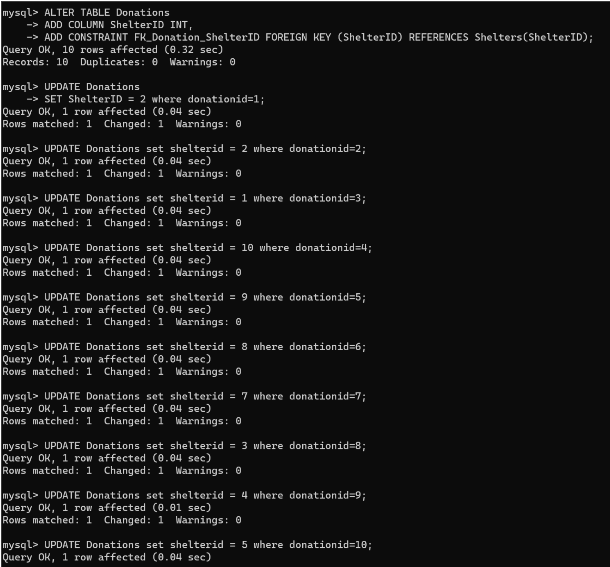 mysql> ALTER TABLE Donations
    -> ADD COLUMN ShelterID INT,
    -> ADD CONSTRAINT FK_Donation_ShelterID FOREIGN KEY (ShelterID) REFERENCES Shelters(ShelterID);
Query OK, 10 rows affected (0.32 sec)
Records: 10  Duplicates: 0  Warnings: 0

mysql> UPDATE Donations
    -> SET ShelterID = 2 where donationid=1;
Query OK, 1 row affected (0.04 sec)
Rows matched: 1  Changed: 1  Warnings: 0

mysql> UPDATE Donations set shelterid = 2 where donationid=2;
Query OK, 1 row affected (0.04 sec)
Rows matched: 1  Changed: 1  Warnings: 0

mysql> UPDATE Donations set shelterid = 1 where donationid=3;
Query OK, 1 row affected (0.04 sec)
Rows matched: 1  Changed: 1  Warnings: 0

mysql> UPDATE Donations set shelterid = 10 where donationid=4;
Query OK, 1 row affected (0.04 sec)
Rows matched: 1  Changed: 1  Warnings: 0

mysql> UPDATE Donations set shelterid = 9 where donationid=5;
Query OK, 1 row affected (0.04 sec)
Rows matched: 1  Changed: 1  Warnings: 0

mysql> UPDATE Donations set shelterid = 8 where donationid=6;
Query OK, 1 row affected (0.04 sec)
Rows matched: 1  Changed: 1  Warnings: 0

mysql> UPDATE Donations set shelterid = 7 where donationid=7;
Query OK, 1 row affected (0.04 sec)
Rows matched: 1  Changed: 1  Warnings: 0

mysql> UPDATE Donations set shelterid = 3 where donationid=8;
Query OK, 1 row affected (0.04 sec)
Rows matched: 1  Changed: 1  Warnings: 0

mysql> UPDATE Donations set shelterid = 4 where donationid=9;
Query OK, 1 row affected (0.01 sec)
Rows matched: 1  Changed: 1  Warnings: 0

mysql> UPDATE Donations set shelterid = 5 where donationid=10;
Query OK, 1 row affected (0.04 sec)